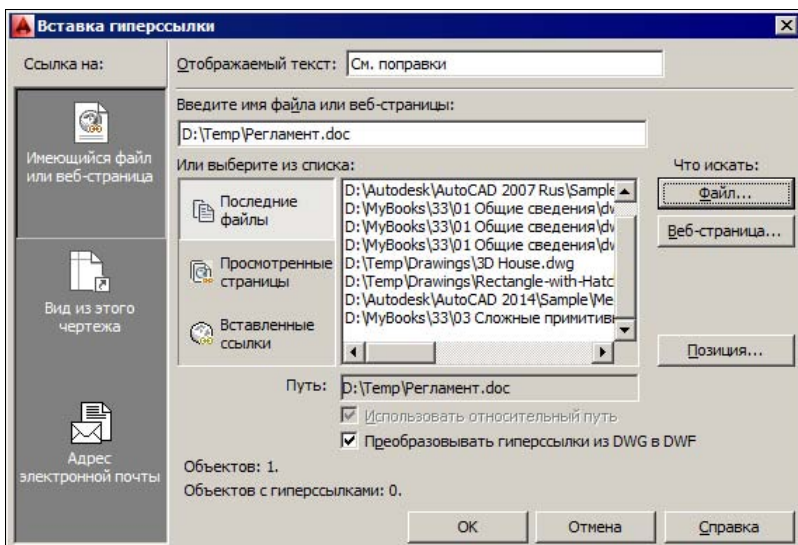 Вставка гиперссылки
Ссылка на:
Отображаемый текст: См. поправки
Введите имя файла или веб-страницы:
D:\Temp\Регламент.doc
Имеющийся файл
или веб-страница
Или выберите из списка:
Что искать:
Последние
файлы
D:\Autodesk\AutoCAD 2007 Rus\Sample
D:\MyBooks\33\01 Общие сведения\dw
D:\MyBooks\33\01 Общие сведения\dw
D:\MyBooks\33\01 Общие сведения\dw
D:\Temp\Drawings\3D House.dwg
D:\Temp\Drawings\Rectangle-with-Hatc
D:\Autodesk\AutoCAD 2014\Sample\Me
D:\MyBooks\33\03 Сложные примитивы
Файл...
Веб-страница...
Просмотренные
страницы
Вид из этого
чертежа
Вставленные
ссылки
Позиция...
Путь: D:\Temp\Регламент.doc
Использовать относительный путь
Преобразовывать гиперссылки из DWG в DWF
Адрес
электронной почты
Объектов: 1.
Объектов с гиперссылками: 0.
ОК Отмена Справка